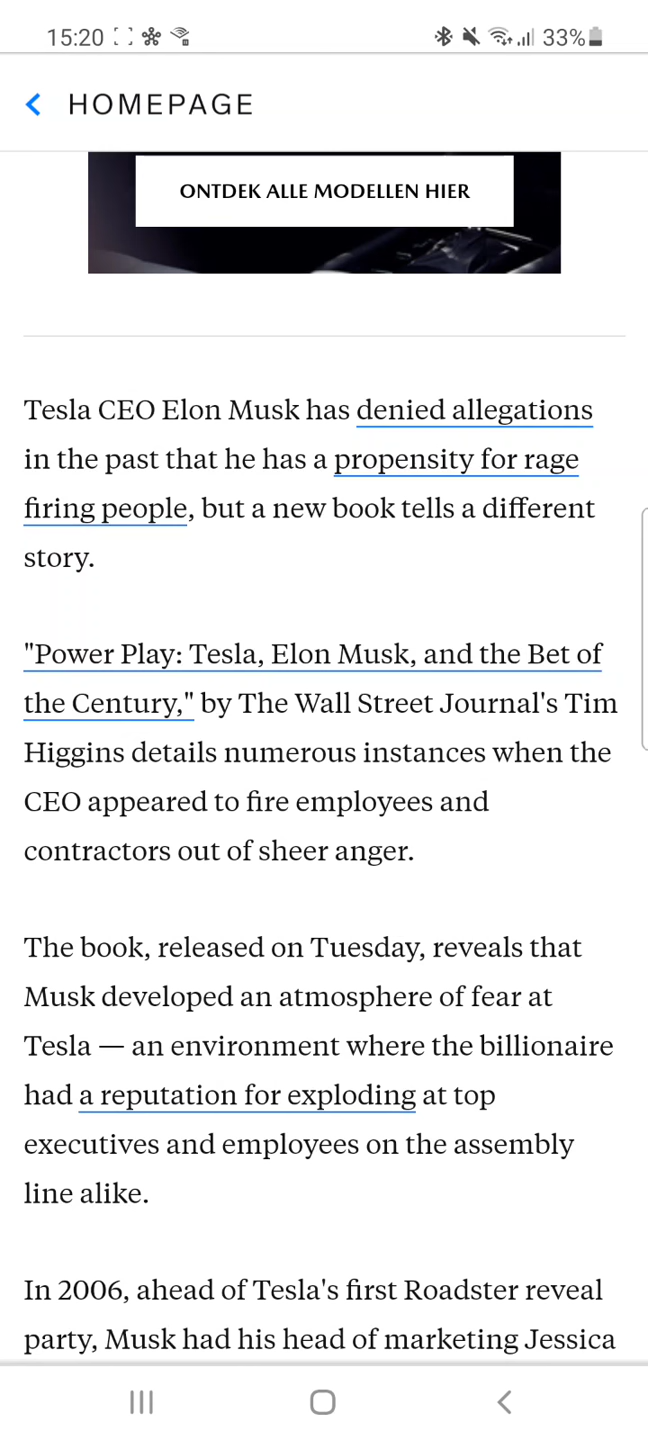 15:20
33%
HOMEPAGE
ONTDEK ALLE MODELLEN HIER
Tesla CEO Elon Musk has denied allegations
in the past that he has a propensity for rage
firing people, but a new book tells a different
story.
"Power Play: Tesla, Elon Musk, and the Bet of
the Century," by The Wall Street Journal's Tim
Higgins details numerous instances when the
CEO appeared to fire employees and
contractors out of sheer anger.
The book, released on Tuesday, reveals that
Musk developed an atmosphere of fear at
Tesla — an environment where the billionaire
had a reputation for exploding at top
executives and employees on the assembly
line alike.
In 2006, ahead of Tesla's first Roadster reveal
party, Musk had his head of marketing Jessica